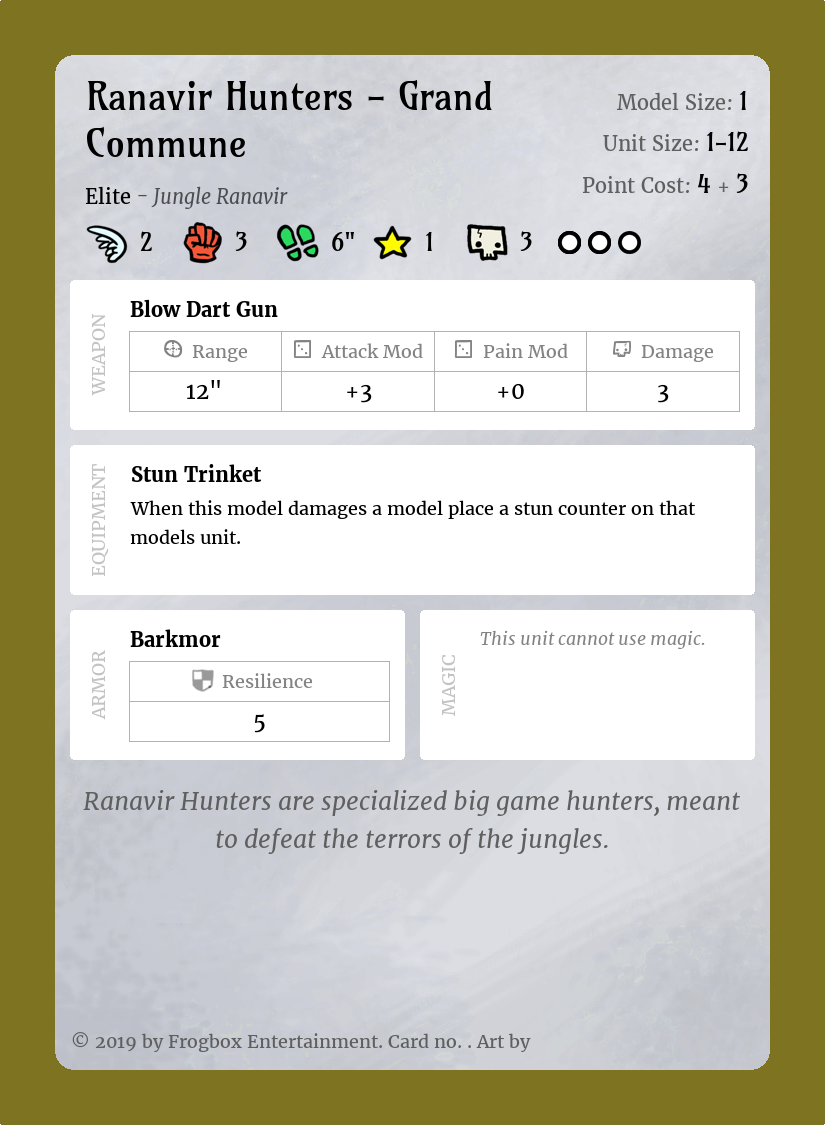 Ranavir Hunters - Grand
Commune
Model Size: 1
Unit Size: 1-12
Point Cost: 4 + 3
Elite - Jungle Ranavir
2 3 6" 1 3
WEAPON
Blow Dart Gun
Range Attack Mod Pain Mod Damage
12" +3 +0 3
EQUIPMENT
Stun Trinket
When this model damages a model place a stun counter on that
models unit.
ARMOR
Barkmor
Resilience
5
MAGIC
This unit cannot use magic.
Ranavir Hunters are specialized big game hunters, meant
to defeat the terrors of the jungles.
© 2019 by Frogbox Entertainment. Card no. . Art by